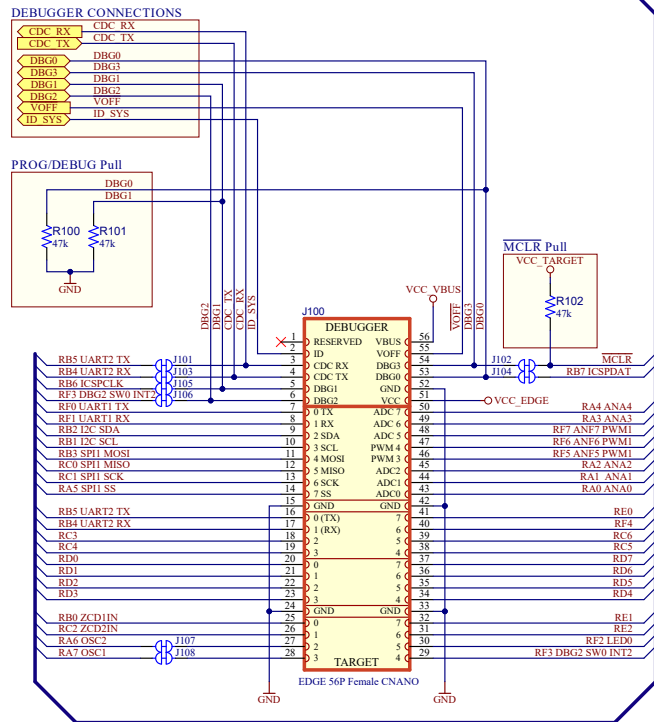 DEBUGGER CONNECTIONS
CDC RX CDC RX
CDC TX CDC TX
DBG0 DBG0
DBG3 DBG3
DBG1 DBG1
DBG2 DBG2
VOFF VOFF
ID_SYS ID_SYS
PROG/DEBUG Pull
DBG0
DBG1
R100 R101
47k 47k
GND
MCLR Pull
VCC_TARGET
R102
47k
VCC_VBUS
DBG2
DBG1
CDC_TX
CDC_RX
ID_SYS
VOFF
DBG3
DBG0
J100
DEBUGGER
1 RESERVED VBUS 56
2 ID VOFF 55
RB5 UART2 TX J101 3 CDC RX DBG3 54 J102 MCLR
RB4 UART2 RX J103 4 CDC TX DBG0 53 J104 RB7 ICSPDAT
RB6 ICSPCLK J105 5 DBG1 GND 52
RF3 DBG2 SW0 INT2 J106 6 DBG2 VCC 51 VCC_EDGE
RF0 UART1 TX 7 0 TX ADC 7 50 RA4 ANA4
RF1 UART1 RX 8 1 RX ADC 6 49 RA3 ANA3
RB2 I2C SDA 9 2 SDA ADC 5 48 RF7 ANF7 PWM1
RB1 I2C SCL 10 3 SCL PWM 4 47 RF6 ANF6 PWM1
RB3 SPI1 MOSI 11 4 MOSI PWM 3 46 RF5 ANF5 PWM1
RC0 SPI1 MISO 12 5 MISO ADC2 45 RA2 ANA2
RC1 SPI1 SCK 13 6 SCK ADC1 44 RA1 ANA1
RA5 SPI1 SS 14 7 SS ADC0 43 RA0 ANA0
15 GND GND 42
RB5 UART2 TX 16 0 (TX) 7 41 RE0
RB4 UART2 RX 17 1 (RX) 6 40 RF4
RC3 18 2 5 39 RC6
RC4 19 3 4 38 RC5
RD0 20 0 7 37 RD7
RD1 21 1 6 36 RD6
RD2 22 2 5 35 RD5
RD3 23 3 4 34 RD4
24 GND GND 33
RB0 ZCD1IN 25 0 7 32 RE1
RC2 ZCD2IN 26 1 6 31 RE2
RA6 OSC2 J107 27 2 5 30 RF2 LED0
RA7 OSC1 J108 28 3 4 29 RF3 DBG2 SW0 INT2
TARGET
EDGE 56P Female CNANO
GND GND